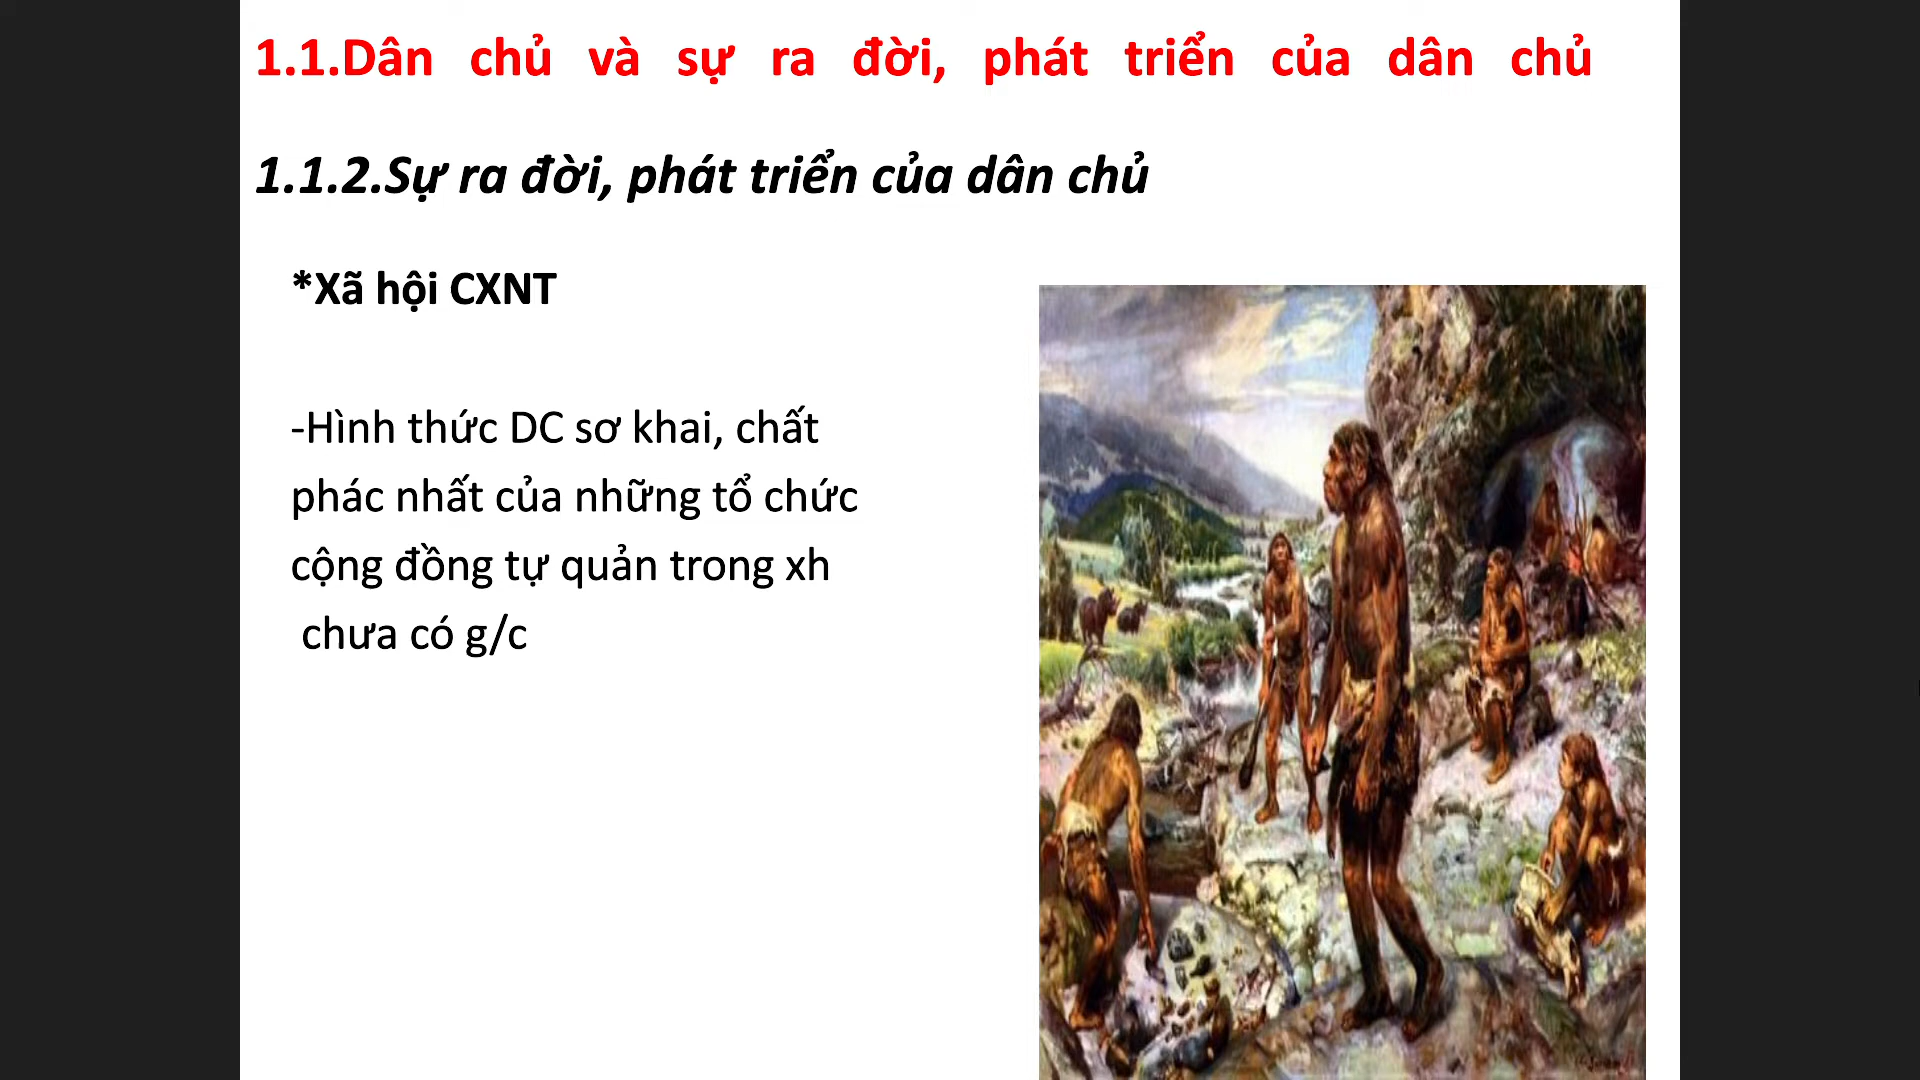 1.1.Dân chủ và sự ra đời, phát triển của dân chủ
1.1.2.Sự ra đời, phát triển của dân chủ
*Xã hội CXNT
-Hình thức DC sơ khai, chất
phác nhất của những tổ chức
cộng đồng tự quản trong xh
chưa có g/c